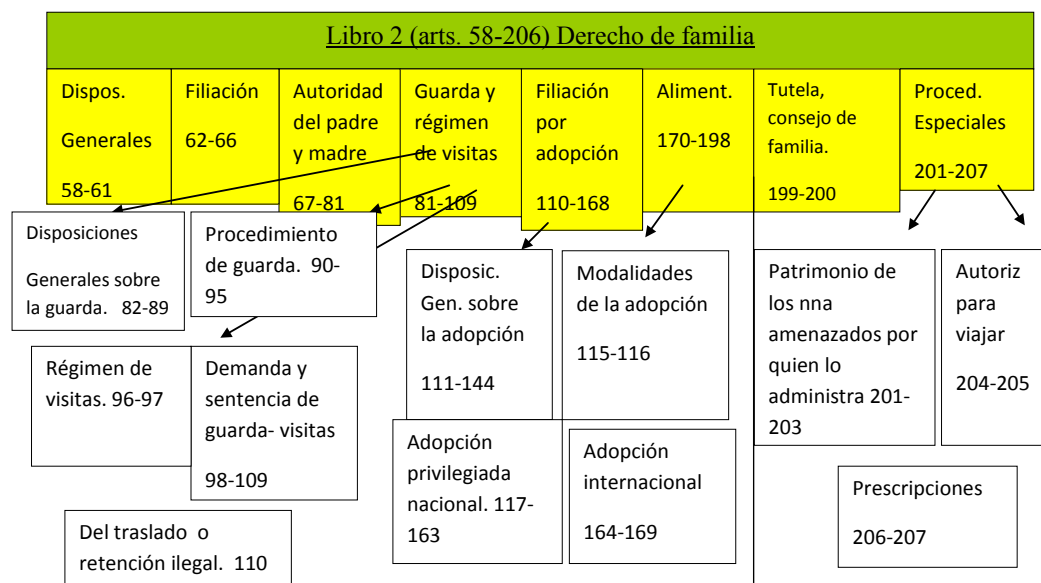 Libro 2 (arts. 58-206) Derecho de familia
Dispos.
Generales
58-61
Filiación
62-66
Autoridad
del padre
y madre
67-81
Guarda y
régimen
de visitas
81-109
Filiación
por
adopción
110-168
Aliment.
170-198
Tutela,
consejo de
familia.
199-200
Proced.
Especiales
201-207
Disposiciones
Generales sobre
la guarda. 82-89
Procedimiento
de guarda. 90-
95
Disposic.
Gen. sobre
la adopción
111-144
Modalidades
de la adopción
115-116
Patrimonio de
los nna
amenazados por
quien lo
administra 201-
203
Autoriz
para
viajar
204-205
Régimen de
visitas. 96-97
Demanda y
sentencia de
guarda- visitas
98-109
Adopción
privilegiada
nacional. 117-
163
Adopción
internacional
164-169
Prescripciones
206-207
Del traslado o
retención ilegal. 110